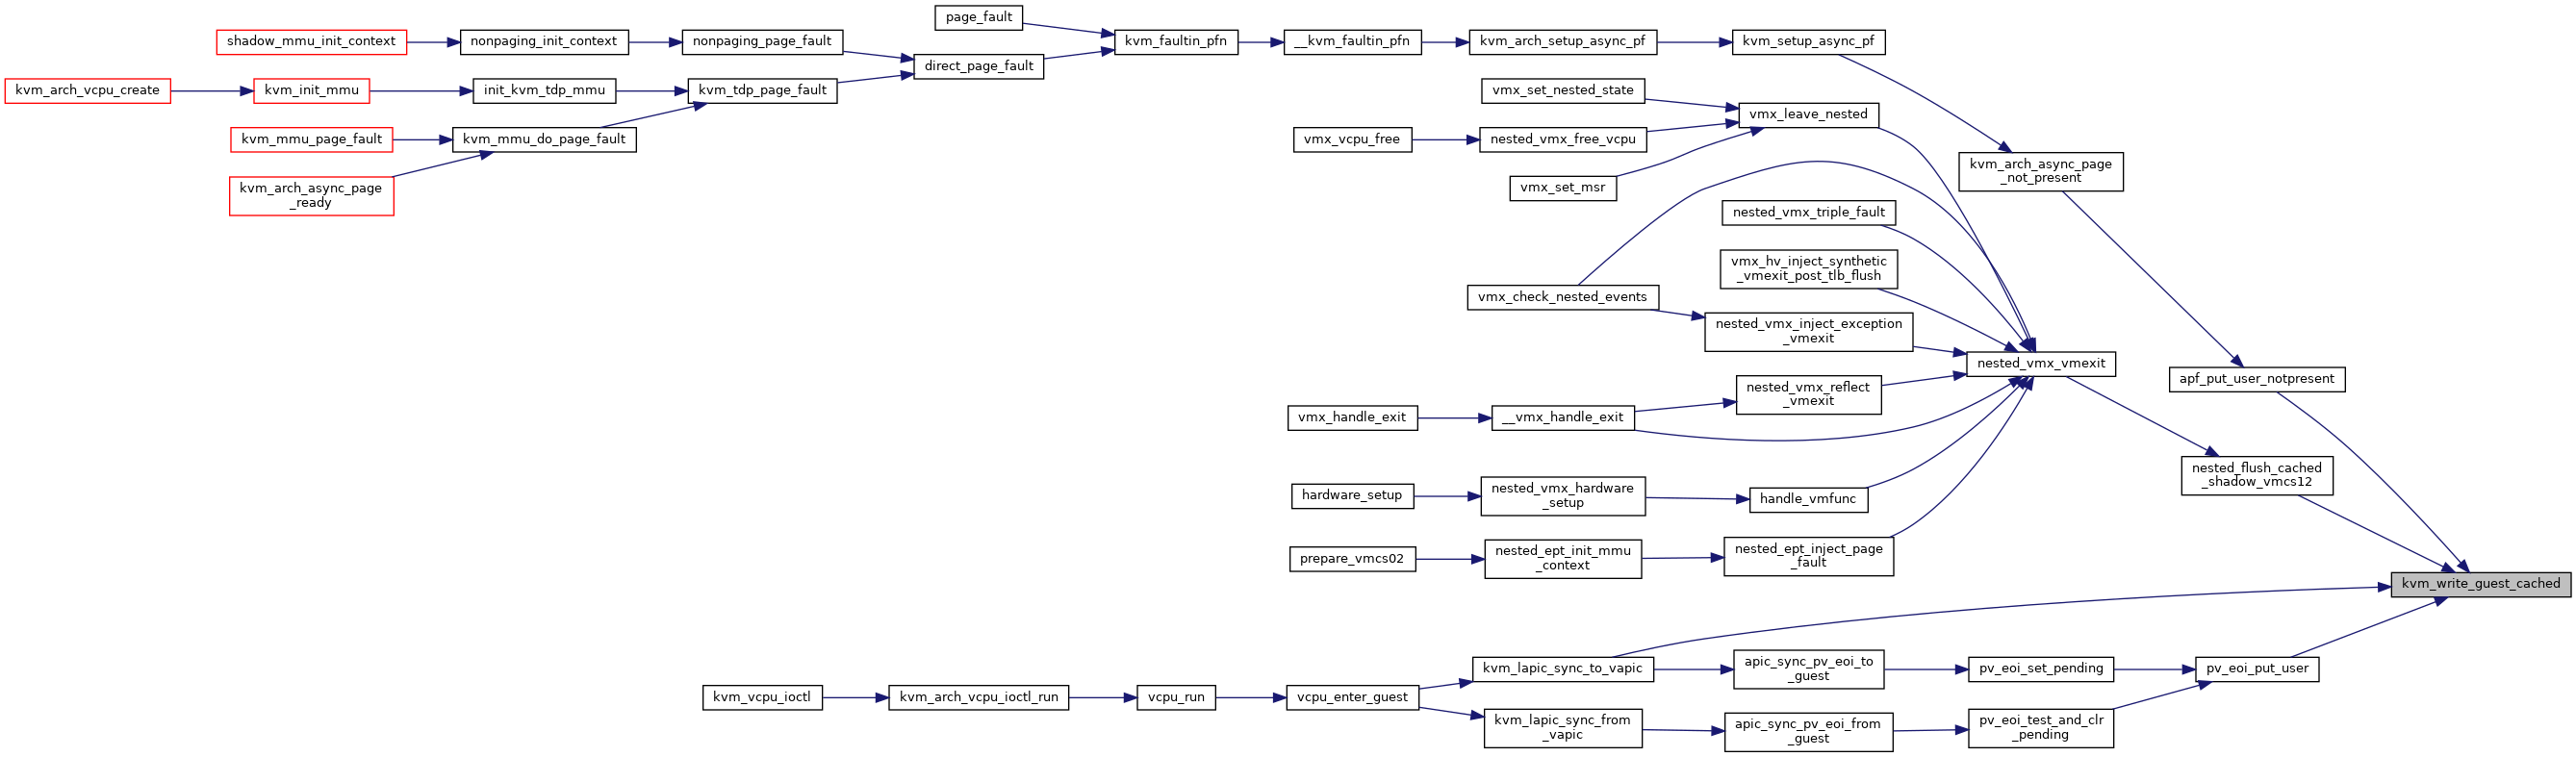 page_fault
shadow_mmu_init_context
nonpaging_init_context
nonpaging_page_fault
kvm_faultin_pfn
__kvm_faultin_pfn
kvm_arch_setup_async_pf
kvm_setup_async_pf
direct_page_fault
kvm_arch_vcpu_create
kvm_init_mmu
init_kvm_tdp_mmu
kvm_tdp_page_fault
vmx_set_nested_state
vmx_leave_nested
kvm_mmu_page_fault
kvm_mmu_do_page_fault
vmx_vcpu_free
nested_vmx_free_vcpu
kvm_arch_async_page
_not_present
kvm_arch_async_page
_ready
vmx_set_msr
nested_vmx_triple_fault
vmx_hv_inject_synthetic
_vmexit_post_tlb_flush
vmx_check_nested_events
nested_vmx_inject_exception
_vmexit
nested_vmx_vmexit
apf_put_user_notpresent
nested_vmx_reflect
_vmexit
vmx_handle_exit
__vmx_handle_exit
nested_flush_cached
_shadow_vmcs12
hardware_setup
nested_vmx_hardware
_setup
handle_vmfunc
prepare_vmcs02
nested_ept_init_mmu
_context
nested_ept_inject_page
_fault
kvm_write_guest_cached
kvm_lapic_sync_to_vapic
apic_sync_pv_eoi_to
_guest
pv_eoi_set_pending
pv_eoi_put_user
kvm_vcpu_ioctl
kvm_arch_vcpu_ioctl_run
vcpu_run
vcpu_enter_guest
kvm_lapic_sync_from
_vapic
apic_sync_pv_eoi_from
_guest
pv_eoi_test_and_clr
_pending